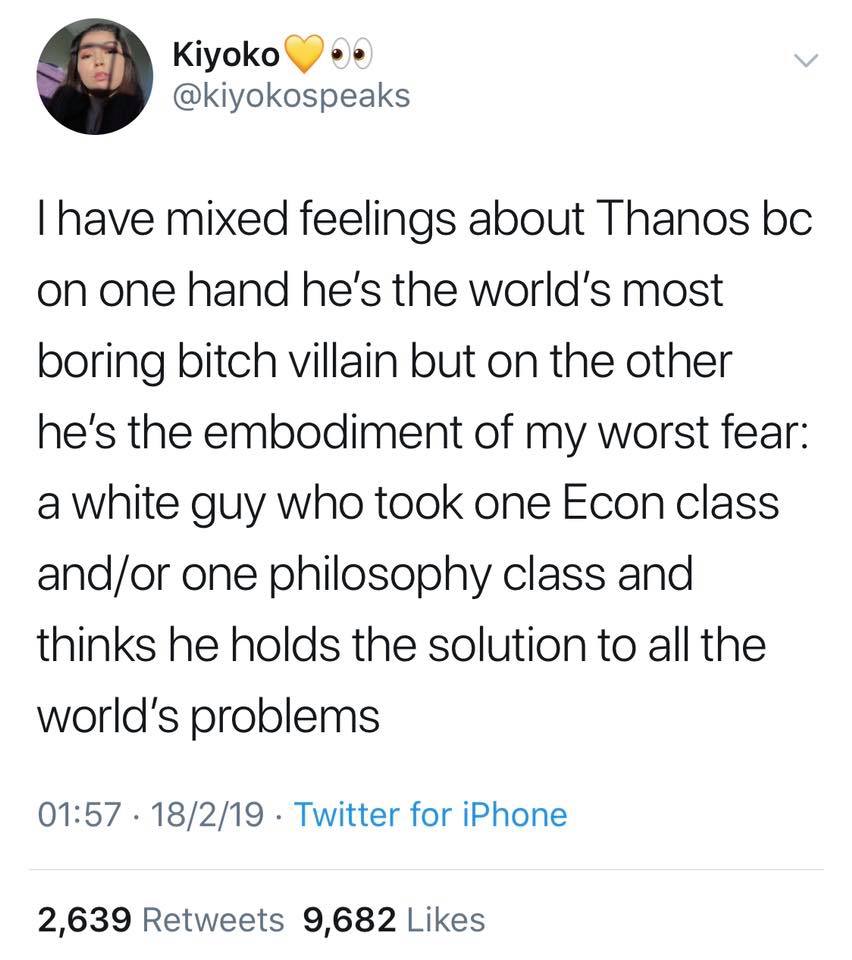 Kiyoko💛👀
@kiyokospeaks
I have mixed feelings about Thanos bc
on one hand he's the world's most
boring bitch villain but on the other
he's the embodiment of my worst fear:
a white guy who took one Econ class
and/or one philosophy class and
thinks he holds the solution to all the
world's problems
01:57 · 18/2/19 · Twitter for iPhone
2,639 Retweets 9,682 Likes